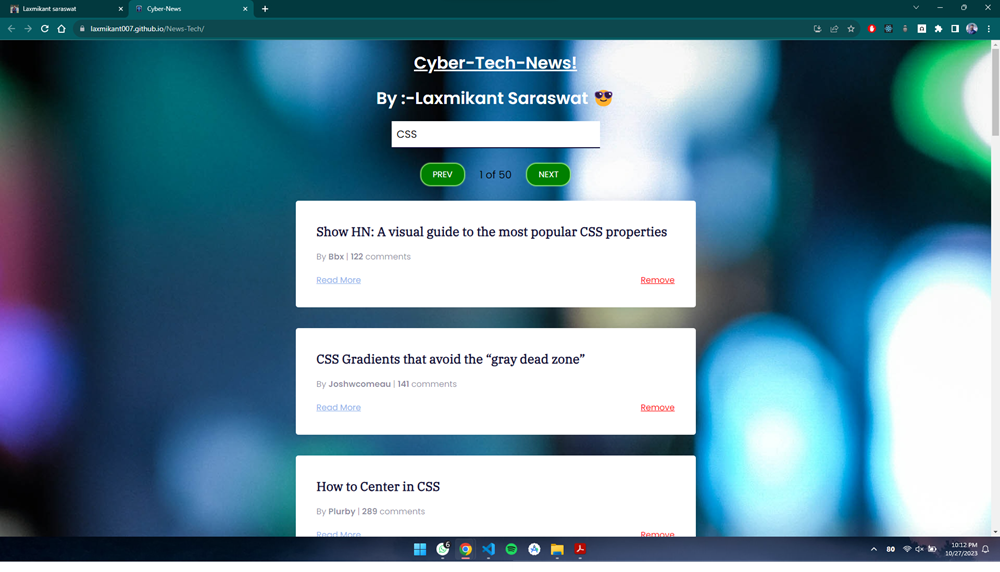 Laxmikant saraswat
Cyber-News
laxmikant007.github.io/News-Tech/
Cyber-Tech-News!
By :-Laxmikant Saraswat 😎
CSS
PREV
1 of 50
NEXT
Show HN: A visual guide to the most popular CSS properties
By Bbx | 122 comments
Read More
Remove
CSS Gradients that avoid the “gray dead zone”
By Joshwcomeau | 141 comments
Read More
Remove
How to Center in CSS
By Plurby | 289 comments
Read More
Remove
80
10:12 PM
10/27/2023